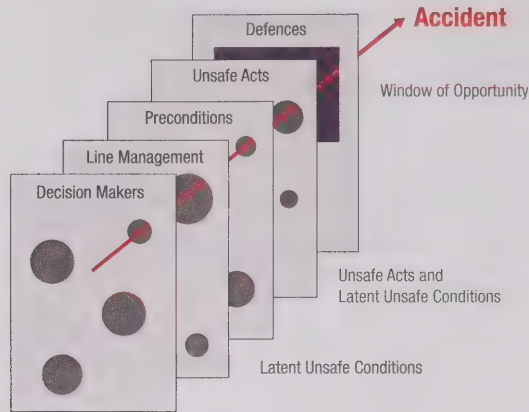 Accident
Defences
Window of Opportunity
Unsafe Acts
Preconditions
Line Management
Decision Makers
Unsafe Acts and
Latent Unsafe Conditions
Latent Unsafe Conditions